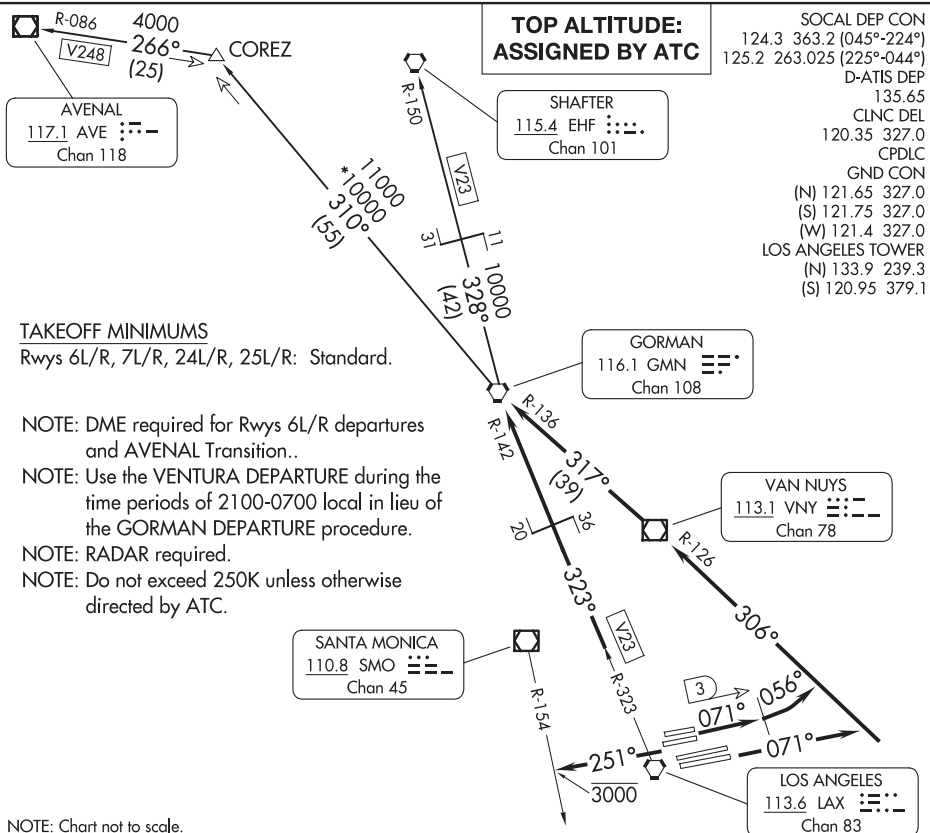 TOP ALTITUDE:
ASSIGNED BY ATC
SOCAL DEP CON
124.3 363.2 (045°-224°)
125.2 263.025 (225°-044°)
D-ATIS DEP
135.65
CLNC DEL
120.35 327.0
CPDLC
GND CON
(N) 121.65 327.0
(S) 121.75 327.0
(W) 121.4 327.0
LOS ANGELES TOWER
(N) 133.9 239.3
(S) 120.95 379.1
R-086
4000
V248
266°
(25)
COREZ
AVENAL
117.1 AVE
Chan 118
R-150
SHAFTER
115.4 EHF
Chan 101
V23
11000
*10000
310°
(55)
31
11
10000
328°
(42)
TAKEOFF MINIMUMS
Rwys 6L/R, 7L/R, 24L/R, 25L/R: Standard.
GORMAN
116.1 GMN
Chan 108
NOTE: DME required for Rwys 6L/R departures
and AVENAL Transition..
NOTE: Use the VENTURA DEPARTURE during the
time periods of 2100-0700 local in lieu of
the GORMAN DEPARTURE procedure.
NOTE: RADAR required.
NOTE: Do not exceed 250K unless otherwise
directed by ATC.
R-136
R-142
317°
(39)
VAN NUYS
113.1 VNY
Chan 78
20
36
R-126
323°
306°
V23
SANTA MONICA
110.8 SMO
Chan 45
R-154
R-323
3
071°
056°
251°
071°
3000
LOS ANGELES
113.6 LAX
Chan 83
NOTE: Chart not to scale.